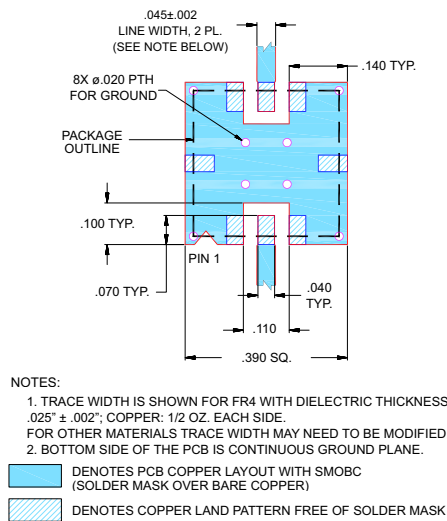 .045±.002
LINE WIDTH, 2 PL.
(SEE NOTE BELOW)
.140 TYP.
8X ø.020 PTH
FOR GROUND
PACKAGE
OUTLINE
.100 TYP.
PIN 1
.070 TYP.
.040
TYP.
.110
.390 SQ.
NOTES:
1. TRACE WIDTH IS SHOWN FOR FR4 WITH DIELECTRIC THICKNESS
.025" ± .002"; COPPER: 1/2 OZ. EACH SIDE.
FOR OTHER MATERIALS TRACE WIDTH MAY NEED TO BE MODIFIED
2. BOTTOM SIDE OF THE PCB IS CONTINUOUS GROUND PLANE.
DENOTES PCB COPPER LAYOUT WITH SMOBC
(SOLDER MASK OVER BARE COPPER)
DENOTES COPPER LAND PATTERN FREE OF SOLDER MASK